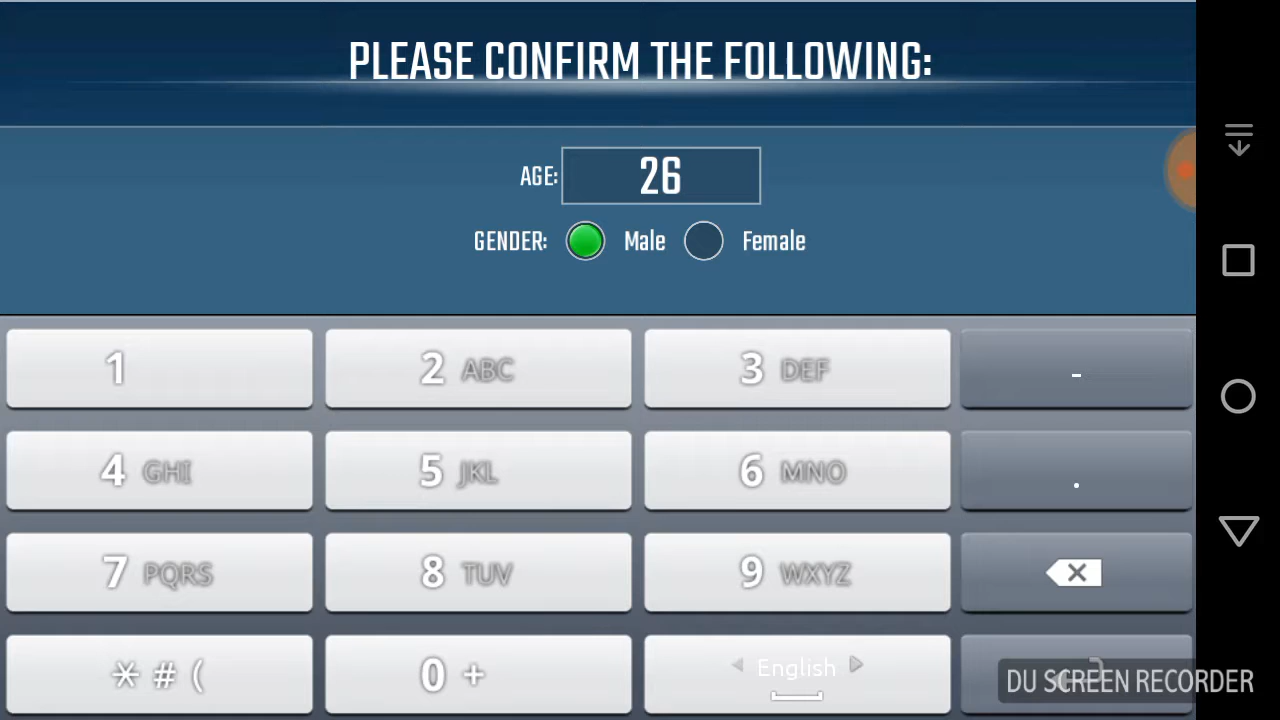 PLEASE CONFIRM THE FOLLOWING:
AGE: 26
GENDER: Male Female
1 2 ABC 3 DEF -
4 GHI 5 JKL 6 MNO .
7 PQRS 8 TUV 9 WXYZ
* # ( 0 + English
DU SCREEN RECORDER